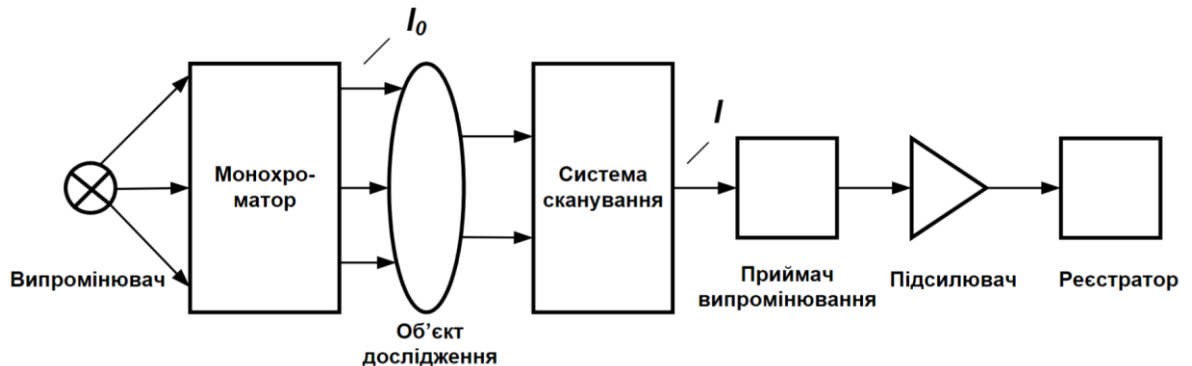 I₀
I
Монохро-
матор
Система
сканування
Випромінювач
Приймач
випромінювання
Підсилювач
Реєстратор
Об’єкт
дослідження